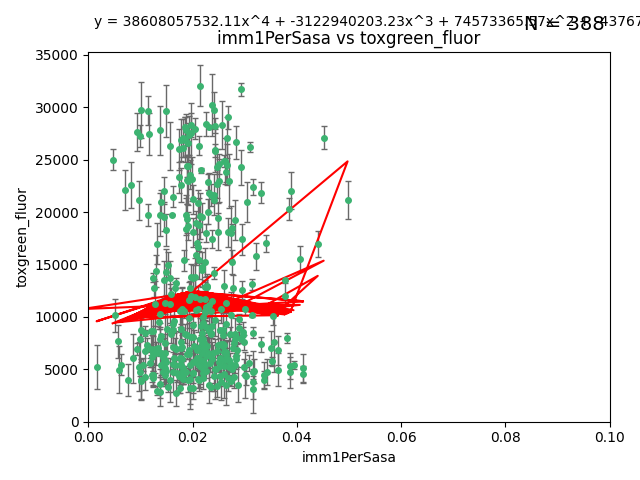 y = 38608057532.11x^4 + -3122940203.23x^3 +
N = 388
imm1PerSasa vs toxgreen_fluor
35000
30000
25000
20000
15000
10000
5000
0
toxgreen_fluor
0.00 0.02 0.04 0.06 0.08 0.10
imm1PerSasa